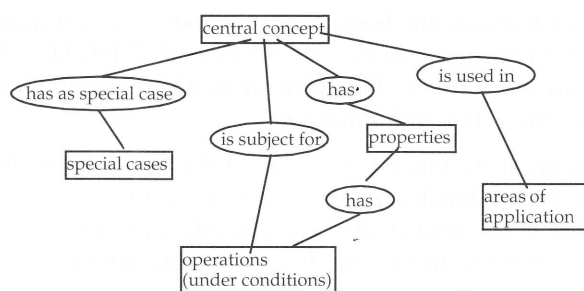 central concept
is used in
has as special case
has
is subject for
properties
special cases
has
areas of
application
operations
(under conditions)